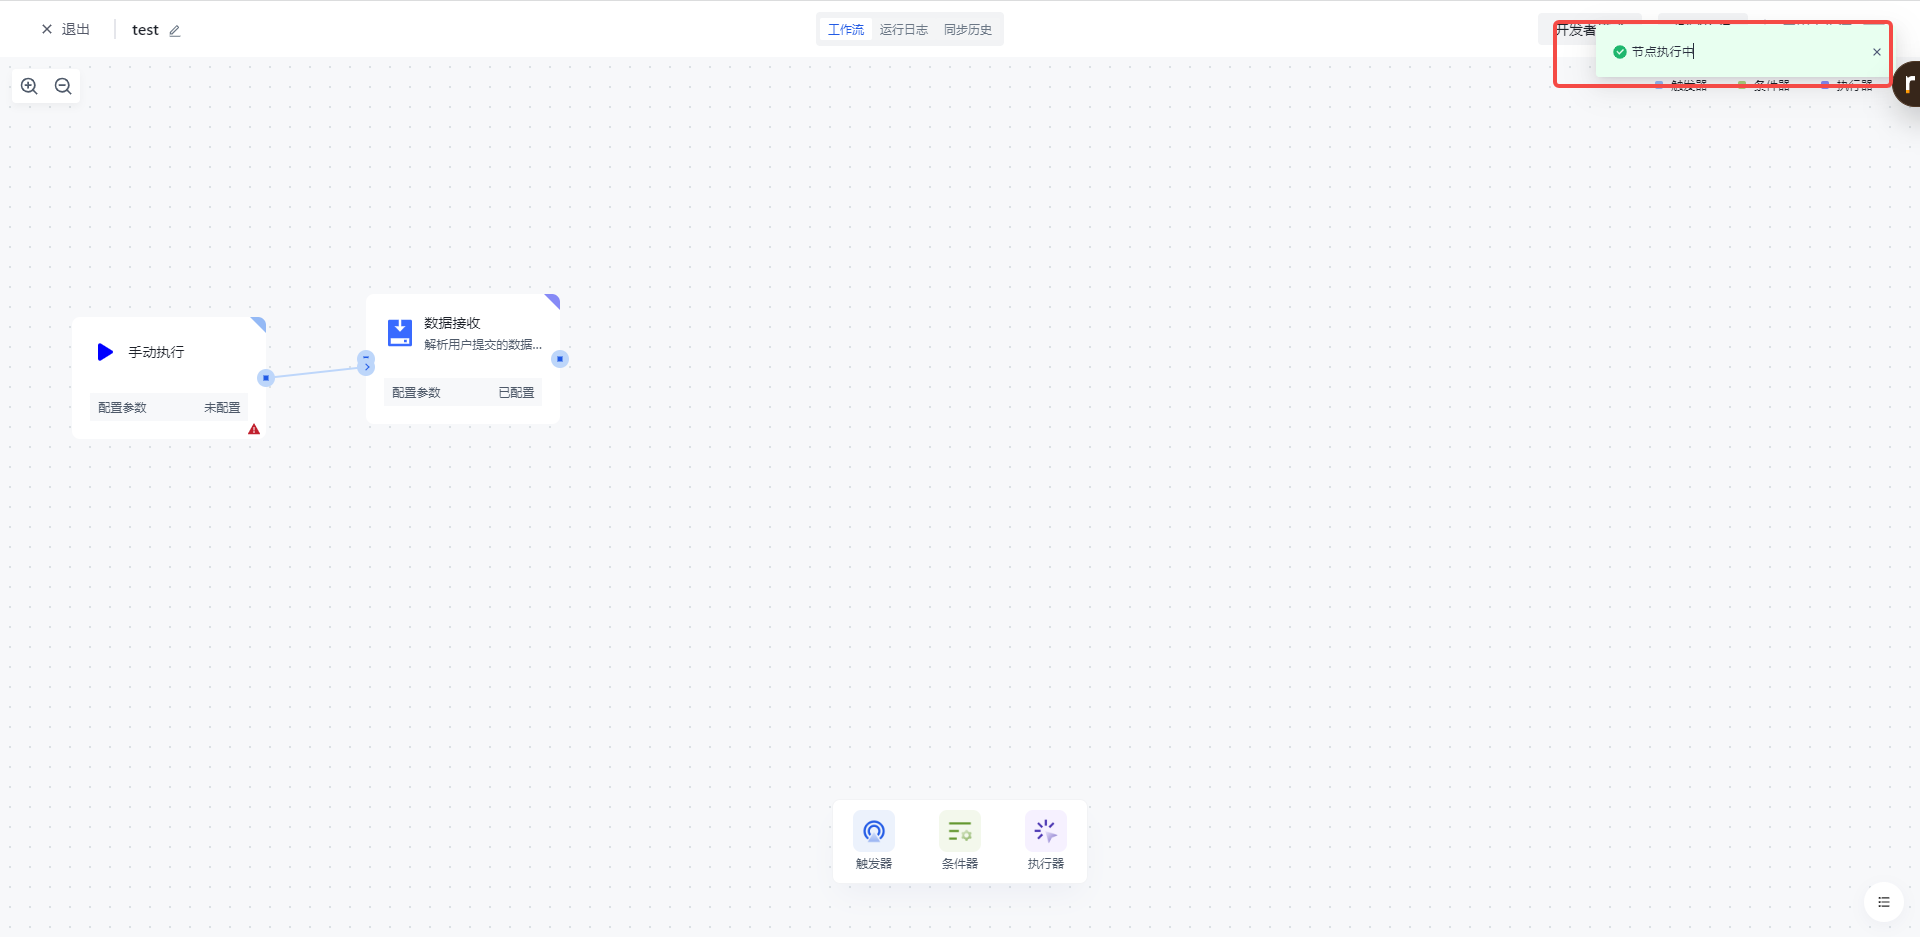 退出
test
工作流 运行日志 同步历史
开发者
节点执行中
触发器 条件器 执行器
数据接收
解析用户提交的数据...
手动执行
配置参数 已配置
配置参数 未配置
触发器 条件器 执行器